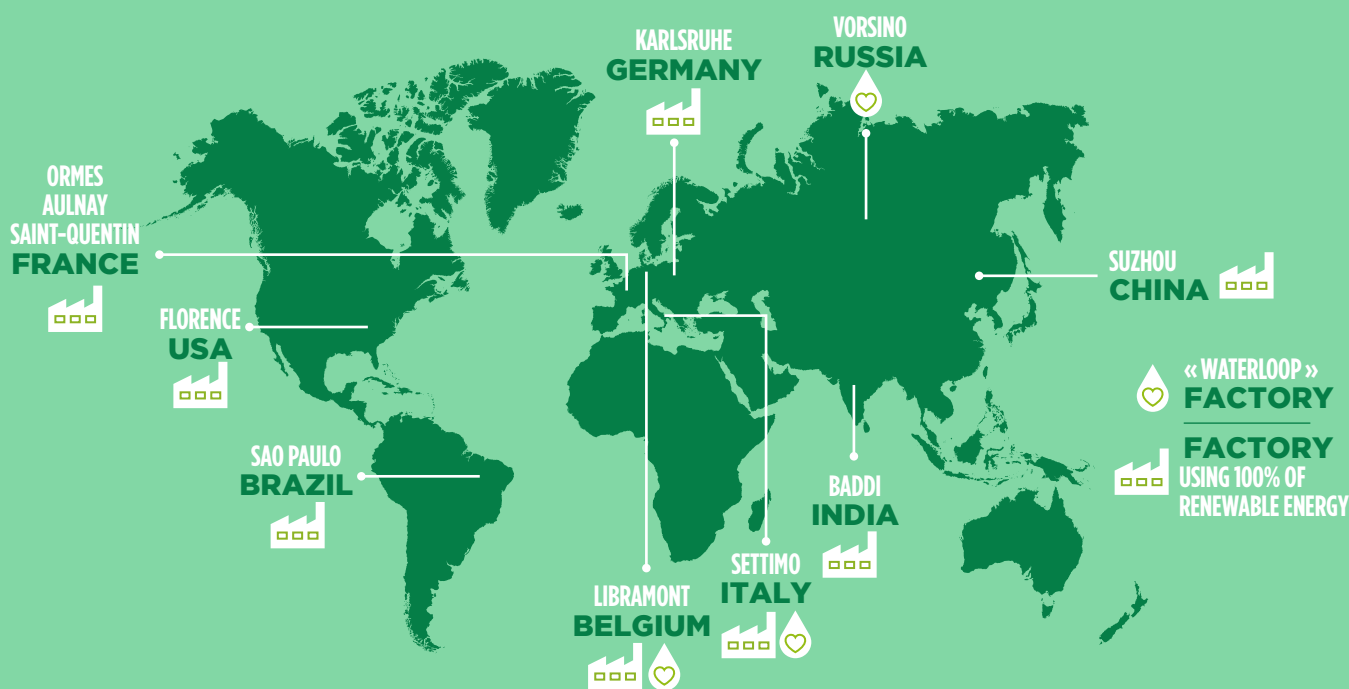 KARLSRUHE
GERMANY
VORSINO
RUSSIA
ORMES
AULNAY
SAINT-QUENTIN
FRANCE
SUZHOU
CHINA
FLORENCE
USA
« WATERLOOP »
FACTORY
FACTORY
USING 100% OF
RENEWABLE ENERGY
SAO PAULO
BRAZIL
BADDI
INDIA
SETTIMO
ITALY
LIBRAMONT
BELGIUM